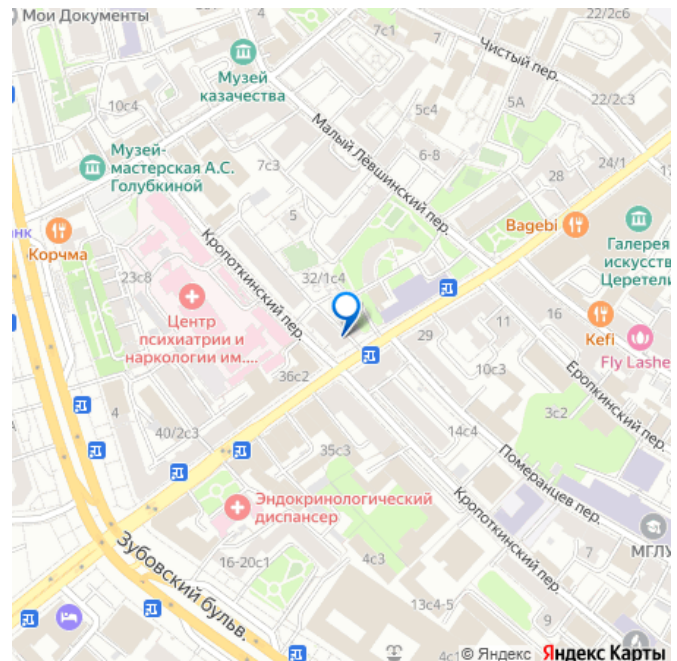 Мои Документы
4
7с1
7
22/2с6
Чистый пер.
Музей
казачества
10с4
5с4
5А
22/2с3
Малый Лёвшинский пер.
6-8
24/1
Музей-
мастерская А.С.
Голубкиной
7с3
28
17
5
Bagebi
нк
Корчма
Кропоткинский пер.
Галерея
искусств
Церетели
23с8
32/1с4
Центр
психиатрии и
наркологии им....
29
11
16
Kefi
Fly Lashe
36с2
10с3
Еропкинский пер.
4
3с2
40/2с3
14с4
35с3
Померанцев пер.
Эндокринологический
диспансер
Кропоткинский пер.
МГЛУ
Зубовский бульв.
16-20с1
4с3
7
13с4-5
9
4с1
© Яндекс Яндекс Карты